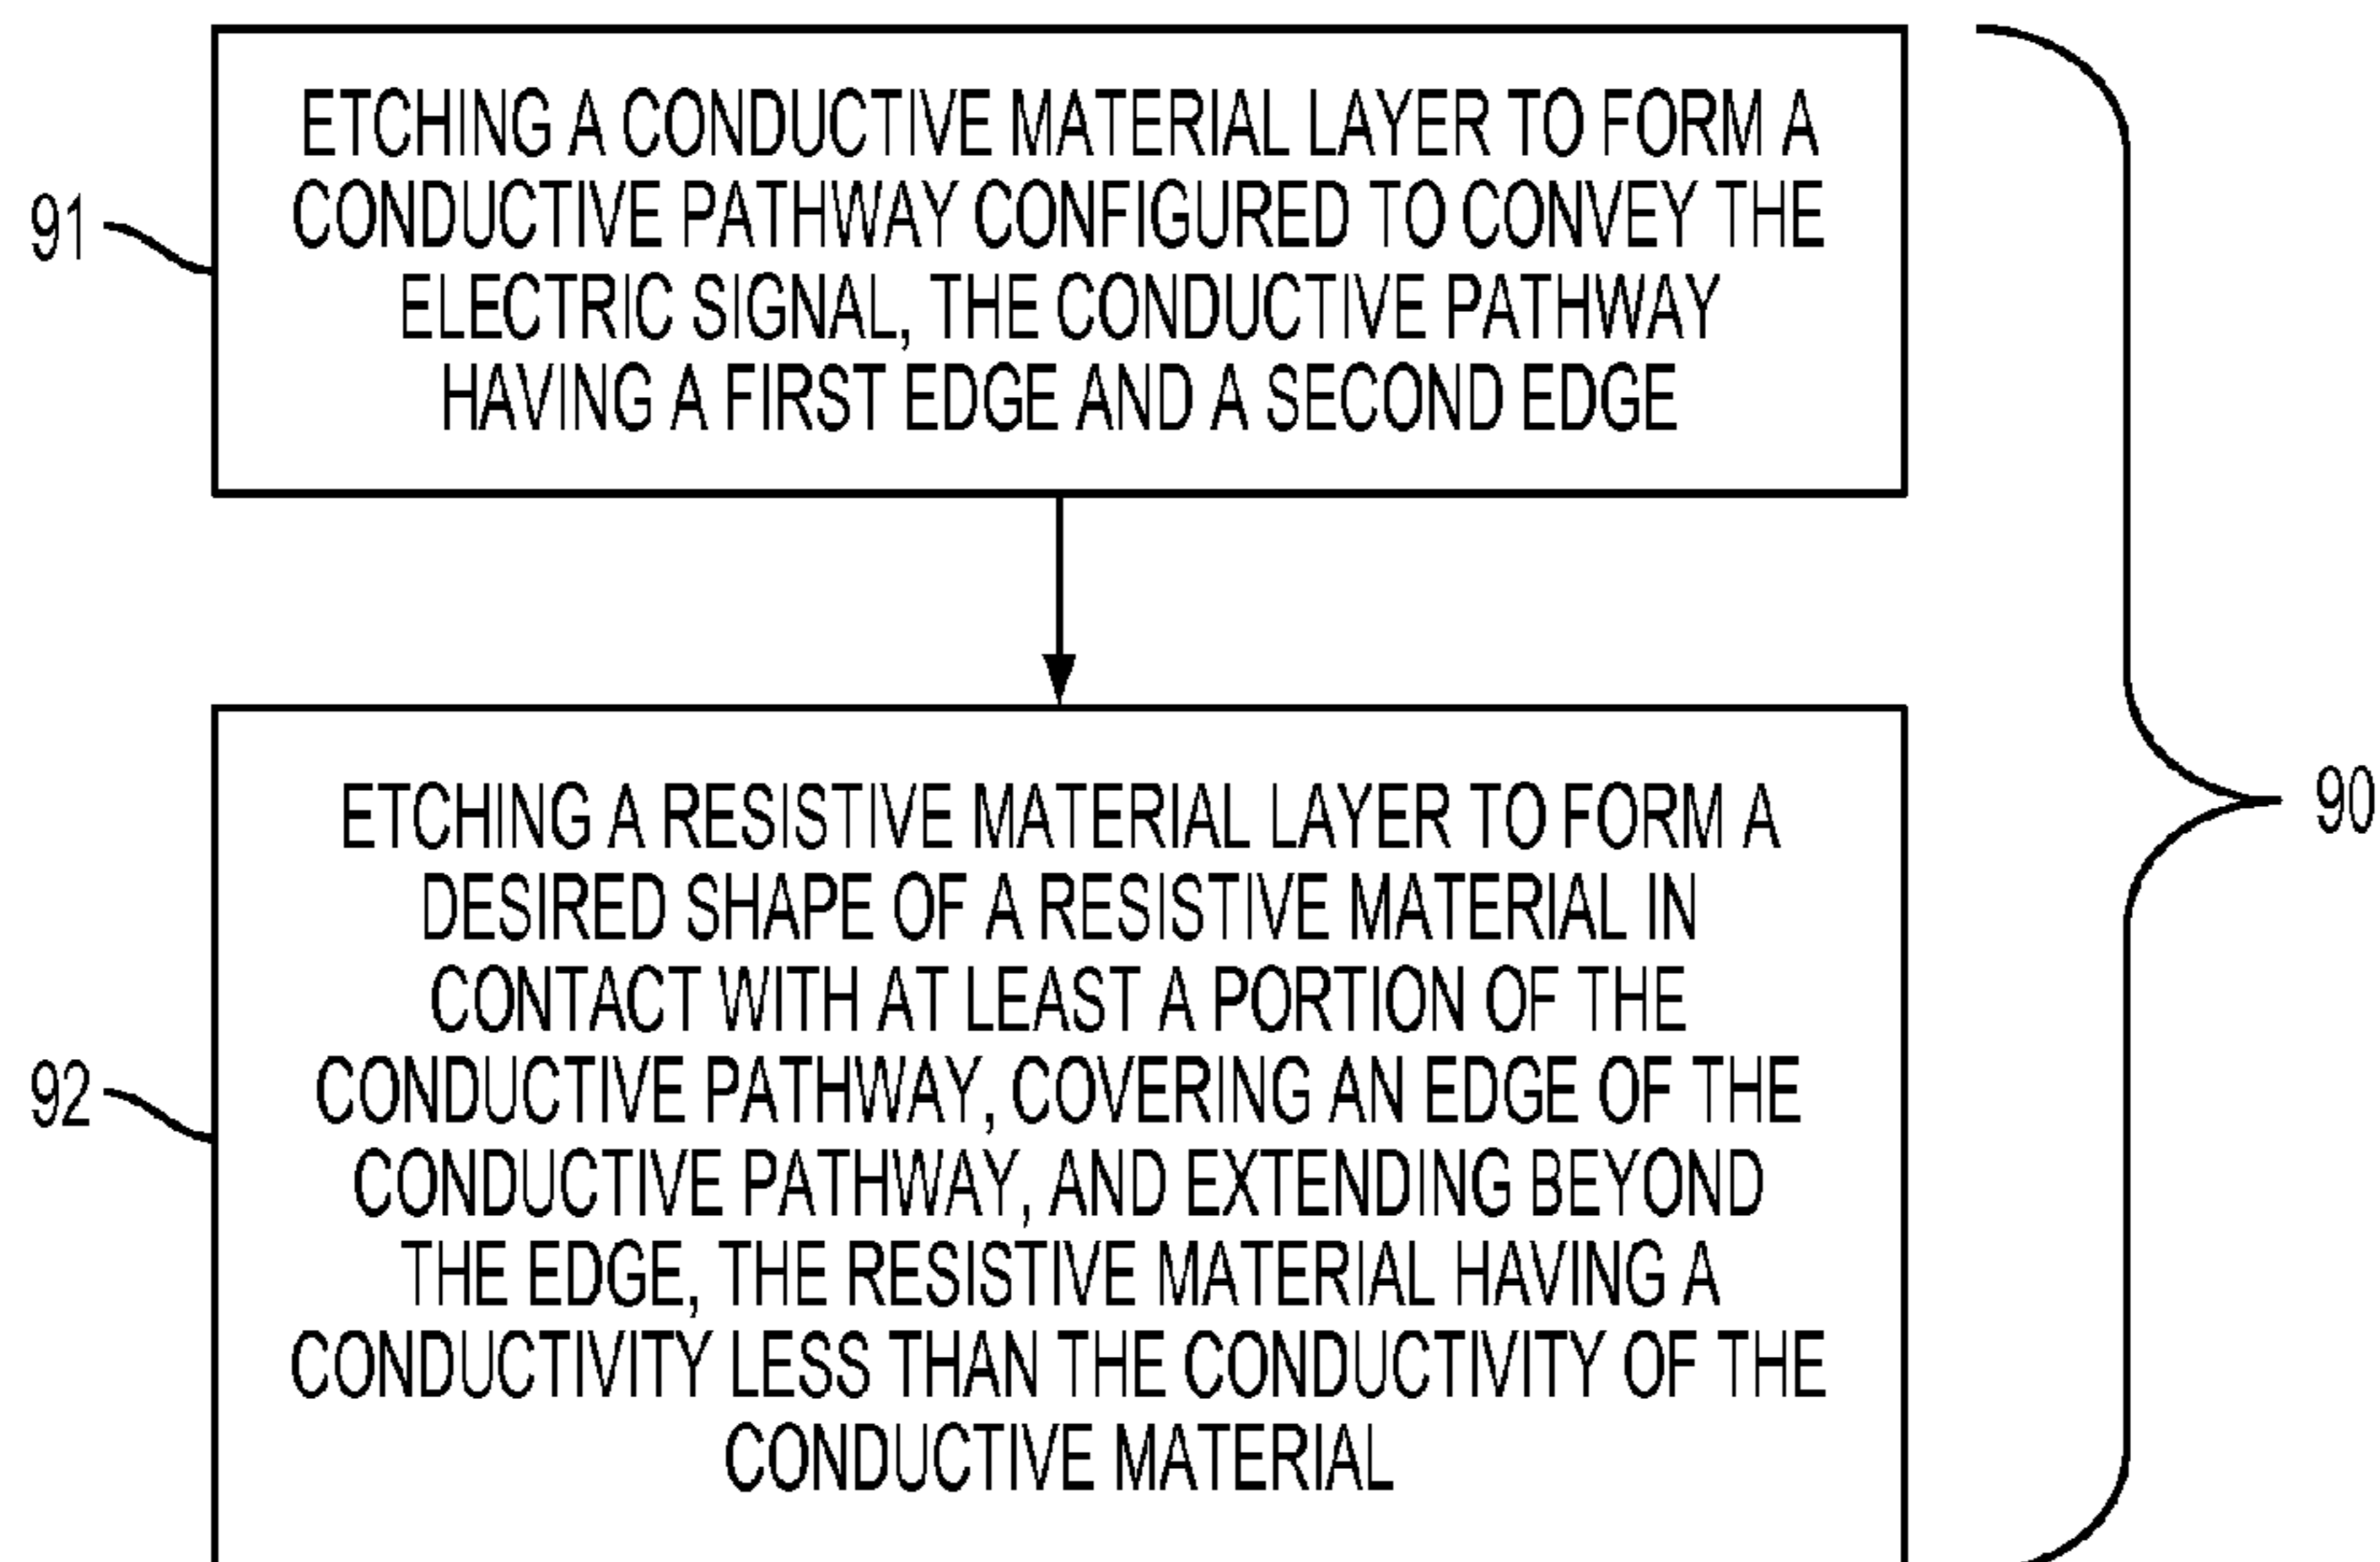 ETCHING A CONDUCTIVE MATERIAL LAYER TO FORM A
CONDUCTIVE PATHWAY CONFIGURED TO CONVEY THE
ELECTRIC SIGNAL, THE CONDUCTIVE PATHWAY
HAVING A FIRST EDGE AND A SECOND EDGE
91
ETCHING A RESISTIVE MATERIAL LAYER TO FORM A
DESIRED SHAPE OF A RESISTIVE MATERIAL IN
CONTACT WITH AT LEAST A PORTION OF THE
CONDUCTIVE PATHWAY, COVERING AN EDGE OF THE
CONDUCTIVE PATHWAY, AND EXTENDING BEYOND
THE EDGE, THE RESISTIVE MATERIAL HAVING A
CONDUCTIVITY LESS THAN THE CONDUCTIVITY OF THE
CONDUCTIVE MATERIAL
92
90